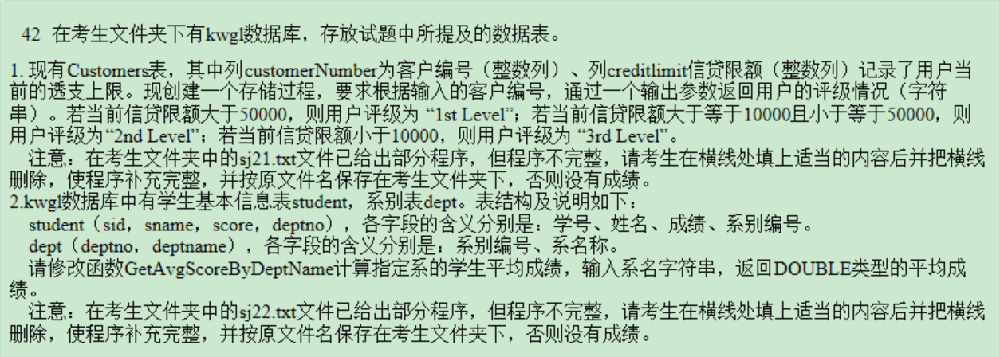 42 在考生文件夹下有kwgl数据库，存放试题中所提及的数据表。
1. 现有Customers表，其中列customerNumber为客户编号（整数列）、列creditlimit信贷限额（整数列）记录了用户当
前的透支上限。现创建一个存储过程，要求根据输入的客户编号，通过一个输出参数返回用户的评级情况（字符
串）。若当前信贷限额大于50000，则用户评级为 “1st Level”；若当前信贷限额大于等于10000且小于等于50000，则
用户评级为“2nd Level”；若当前信贷限额小于10000，则用户评级为 “3rd Level”。
注意：在考生文件夹中的sj21.txt文件已给出部分程序，但程序不完整，请考生在横线处填上适当的内容后并把横线
删除，使程序补充完整，并按原文件名保存在考生文件夹下，否则没有成绩。
2.kwgl数据库中有学生基本信息表student，系别表dept。表结构及说明如下：
student（sid，sname，score，deptno），各字段的含义分别是：学号、姓名、成绩、系别编号。
dept（deptno，deptname），各字段的含义分别是：系别编号、系名称。
请修改函数GetAvgScoreByDeptName计算指定系的学生平均成绩，输入系名字符串，返回DOUBLE类型的平均成
绩。
注意：在考生文件夹中的sj22.txt文件已给出部分程序，但程序不完整，请考生在横线处填上适当的内容后并把横线
删除，使程序补充完整，并按原文件名保存在考生文件夹下，否则没有成绩。